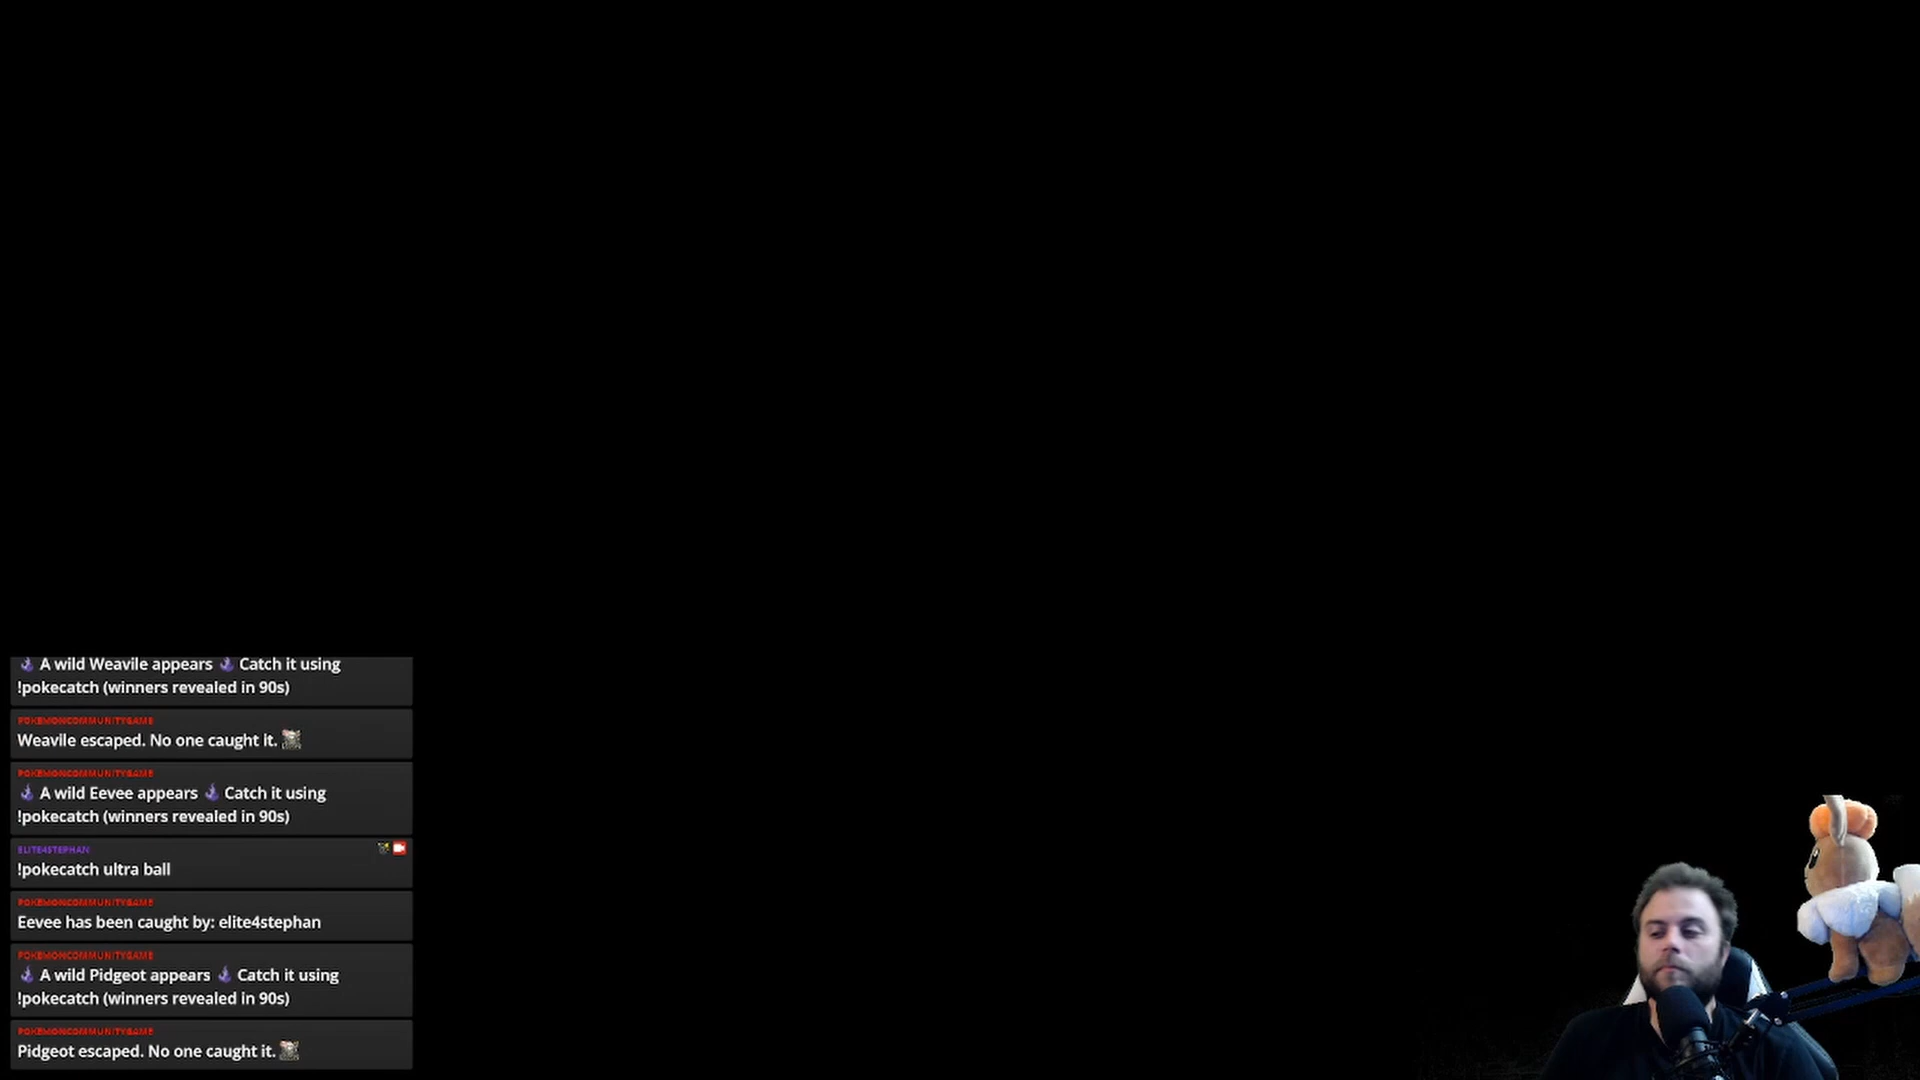 A wild Weavile appears Catch it using
!pokecatch (winners revealed in 90s)
POKEMONCOMMUNITYGAME
Weavile escaped. No one caught it.
POKEMONCOMMUNITYGAME
A wild Eevee appears Catch it using
!pokecatch (winners revealed in 90s)
ELITE4STEPHAN
!pokecatch ultra ball
POKEMONCOMMUNITYGAME
Eevee has been caught by: elite4stephan
POKEMONCOMMUNITYGAME
A wild Pidgeot appears Catch it using
!pokecatch (winners revealed in 90s)
POKEMONCOMMUNITYGAME
Pidgeot escaped. No one caught it.